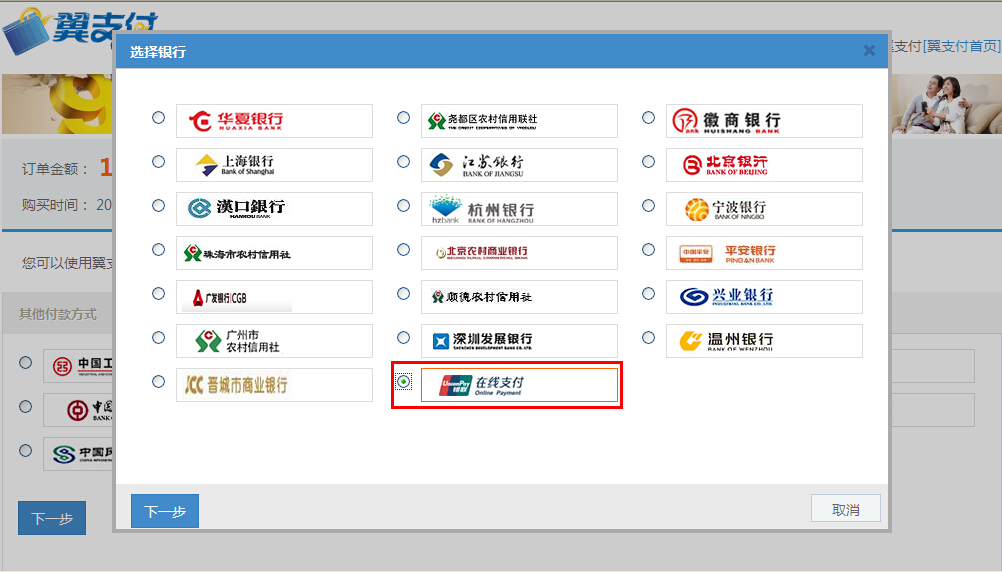 翼支付
支付[翼支付首页]
选择银行
订单金额： 1
购买时间： 20
您可以使用翼
其他付款方式
华夏银行
HUAXIA BANK
尧都区农村信用联社
THE CREDIT COOPERATIVES OF YAODU
徽商银行
HUISHANG BANK
上海银行
Bank of Shanghai
江苏银行
BANK OF JIANGSU
北京银行
BANK OF BEIJING
漢口銀行
HANKOU BANK
hzbank
杭州银行
BANK OF HANGZHOU
宁波银行
BANK OF NINGBO
珠海市农村信用社
北京农村商业银行
BEIJING RURAL COMMERCIAL BANK
中国平安
平安银行
PING AN BANK
广发银行|CGB
顺德农村信用社
兴业银行
INDUSTRIAL BANK CO.,LTD.
广州市
农村信用社
深圳发展银行
SHENZHEN DEVELOPMENT BANK CO.,LTD.
温州银行
BANK OF WENZHOU
JCC 晋城市商业银行
UnionPay
银联
在线支付
Online Payment
中国工
中国
BANK
中国民
下一步
下一步
取消